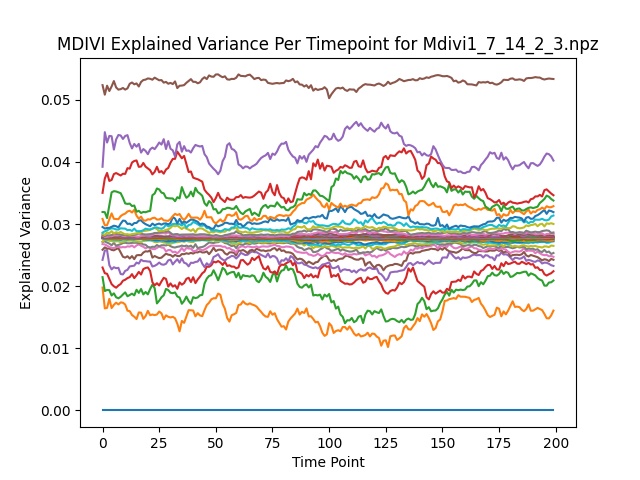 MDIVI Explained Variance Per Timepoint for Mdivi1_7_14_2_3.npz
0.05
0.04
0.03
0.02
0.01
0.00
Explained Variance
0 25 50 75 100 125 150 175 200
Time Point